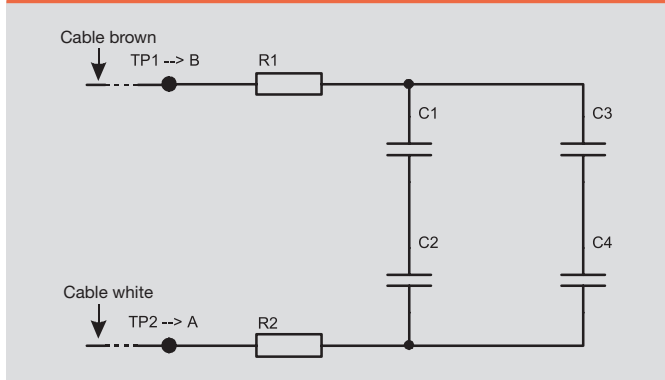 Cable brown
TP1 --> B
R1
C1
C3
C2
C4
Cable white
TP2 --> A
R2